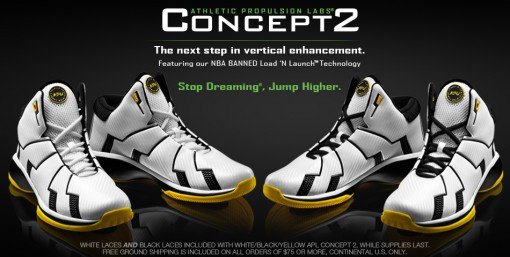 ATHLETIC PROPULSION LABS®
CONCEPT2
The next step in vertical enhancement.
Featuring our NBA BANNED Load 'N Launch™ Technology
Stop Dreaming®, Jump Higher.
APL
APL
APL
WHITE LACES AND BLACK LACES INCLUDED WITH WHITE/BLACK/YELLOW APL CONCEPT 2, WHILE SUPPLIES LAST.
FREE GROUND SHIPPING IS INCLUDED ON ALL ORDERS OF $75 OR MORE, CONTINENTAL U.S. ONLY.